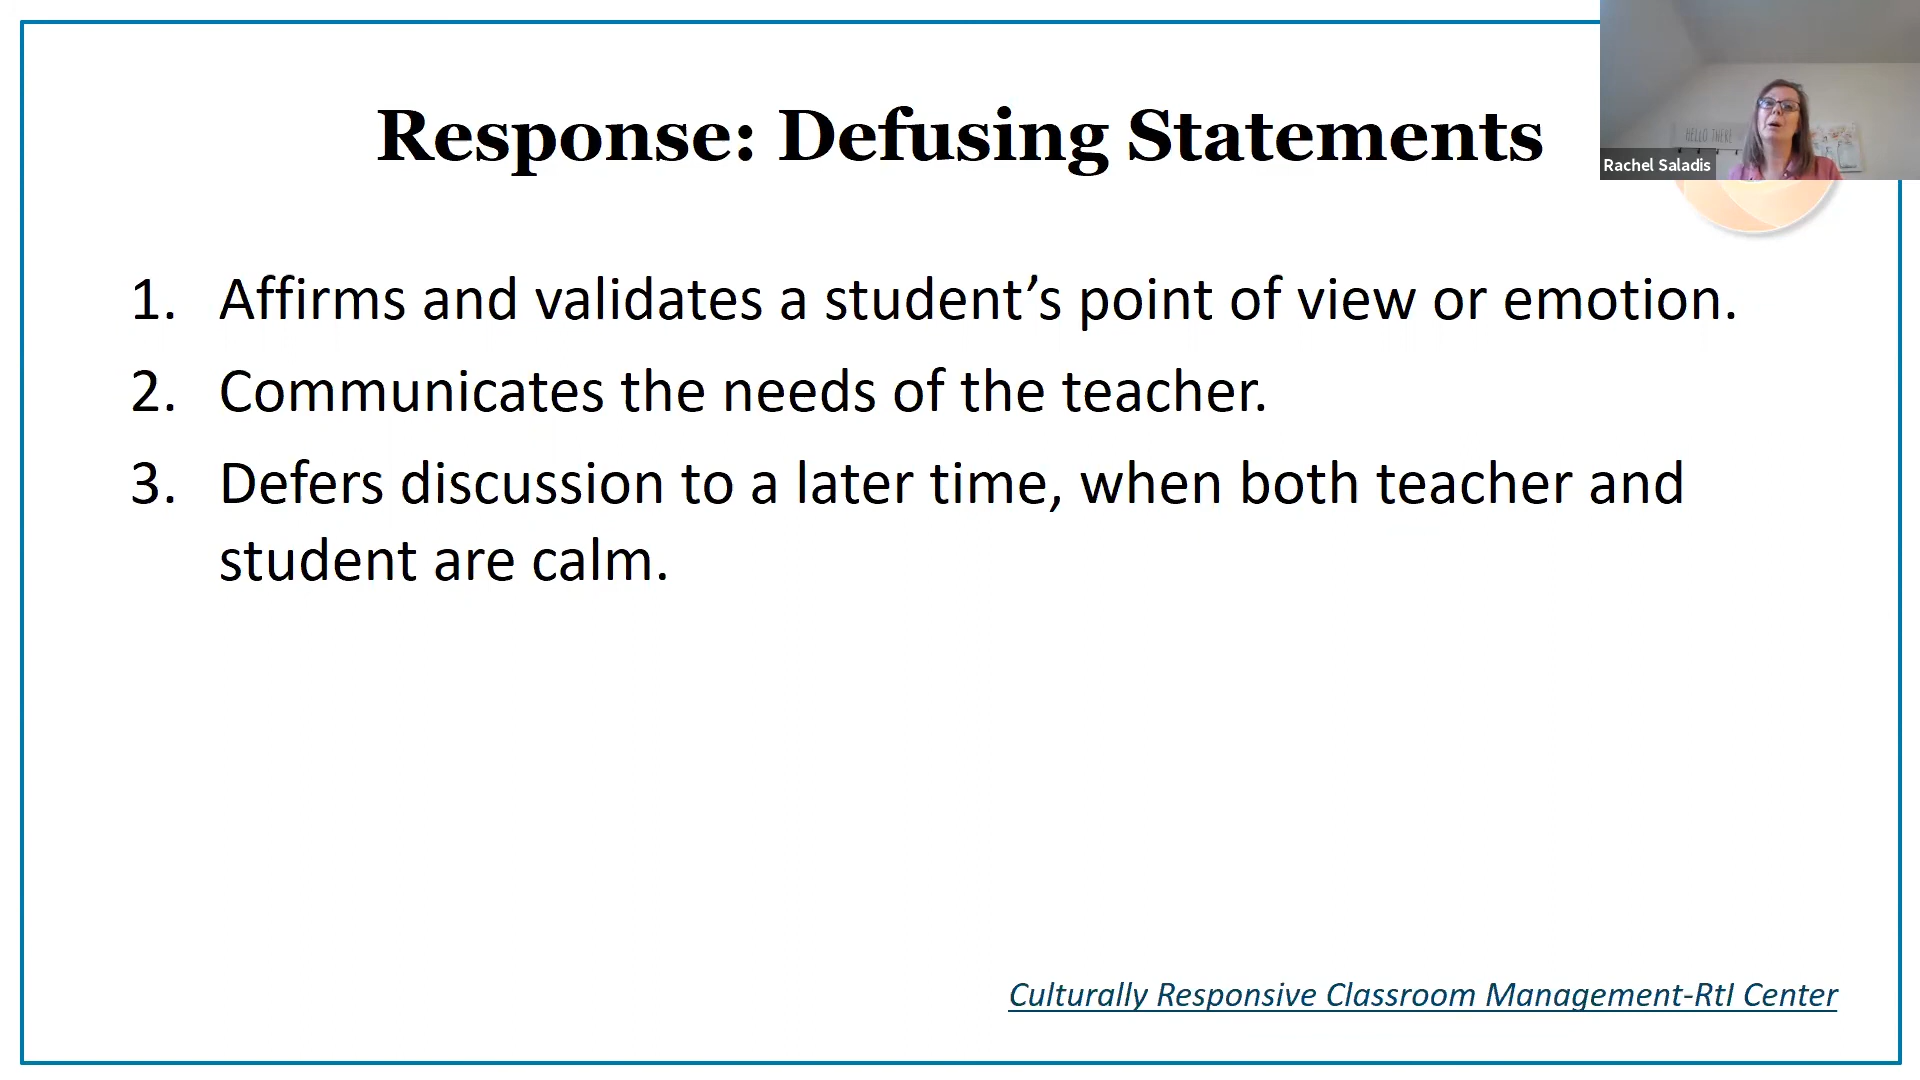 Response: Defusing Statements
HELLO THERE
Rachel Saladis
1. Affirms and validates a student’s point of view or emotion.
2. Communicates the needs of the teacher.
3. Defers discussion to a later time, when both teacher and
student are calm.
Culturally Responsive Classroom Management-RtI Center